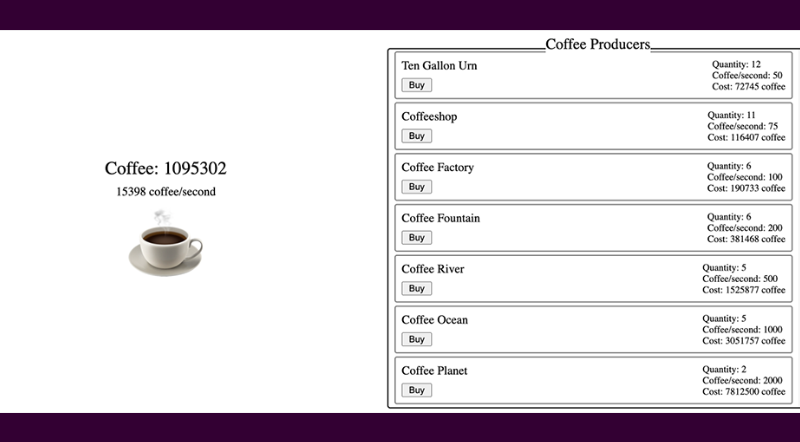 Coffee Producers
Coffee: 1095302
15398 coffee/second
Ten Gallon Urn
Buy
Quantity: 12
Coffee/second: 50
Cost: 72745 coffee
Coffeeshop
Buy
Quantity: 11
Coffee/second: 75
Cost: 116407 coffee
Coffee Factory
Buy
Quantity: 6
Coffee/second: 100
Cost: 190733 coffee
Coffee Fountain
Buy
Quantity: 6
Coffee/second: 200
Cost: 381468 coffee
Coffee River
Buy
Quantity: 5
Coffee/second: 500
Cost: 1525877 coffee
Coffee Ocean
Buy
Quantity: 5
Coffee/second: 1000
Cost: 3051757 coffee
Coffee Planet
Buy
Quantity: 2
Coffee/second: 2000
Cost: 7812500 coffee